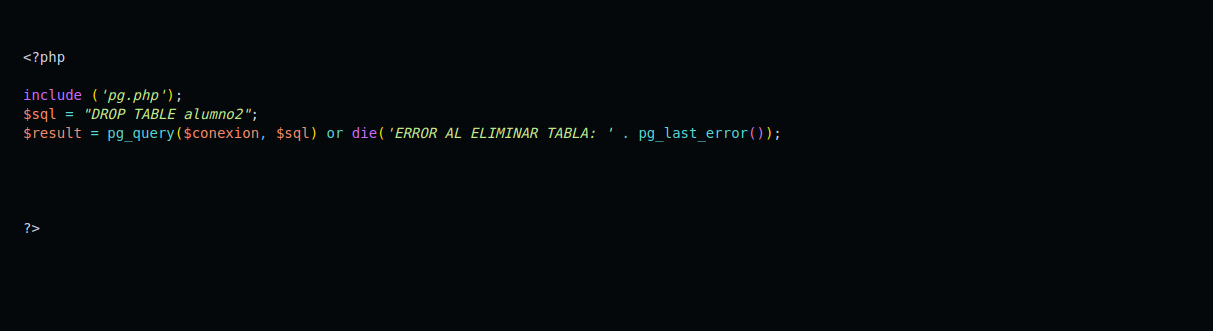 <?php
include ('pg.php');
$sql = "DROP TABLE alumno2";
$result = pg_query($conexion, $sql) or die('ERROR AL ELIMINAR TABLA: ' . pg_last_error());
?>